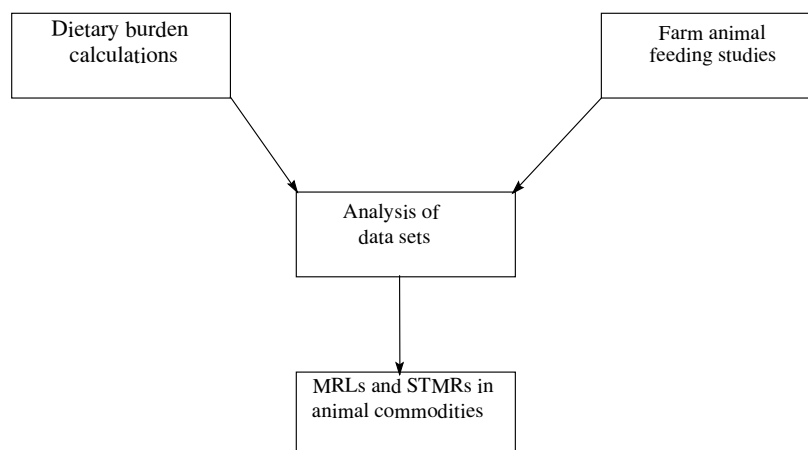 Dietary burden
calculations
Farm animal
feeding studies
Analysis of
data sets
MRLs and STMRs in
animal commodities